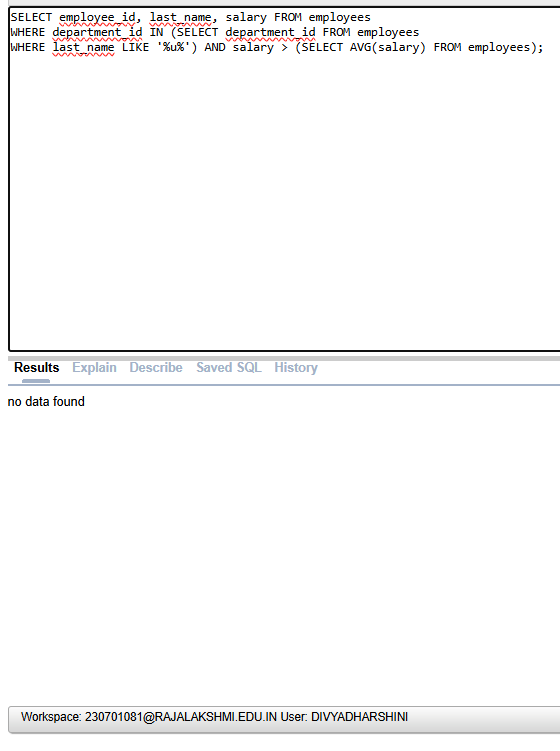 SELECT employee_id, last_name, salary FROM employees
WHERE department_id IN (SELECT department_id FROM employees
WHERE last_name LIKE '%u%') AND salary > (SELECT AVG(salary) FROM employees);
Results Explain Describe Saved SQL History
no data found
Workspace: 230701081@RAJALAKSHMI.EDU.IN User: DIVYADHARSHINI